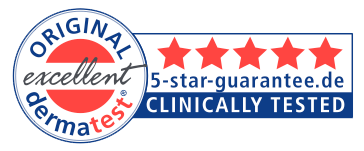 ORIGINAL
excellent
dermatest®
5-star-guarantee.de
CLINICALLY TESTED